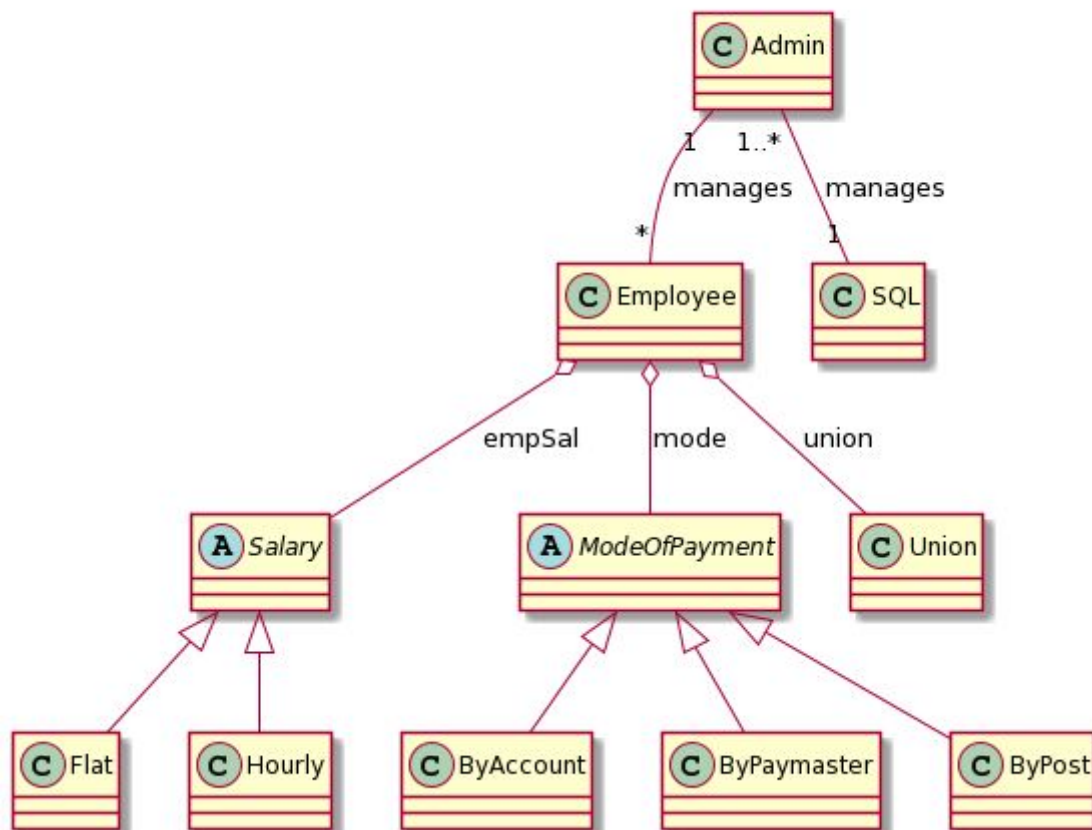 C Admin
1 1..*
manages manages
* 1
C Employee C SQL
empSal mode union
A Salary A ModeOfPayment C Union
C Flat C Hourly C ByAccount C ByPaymaster C ByPost